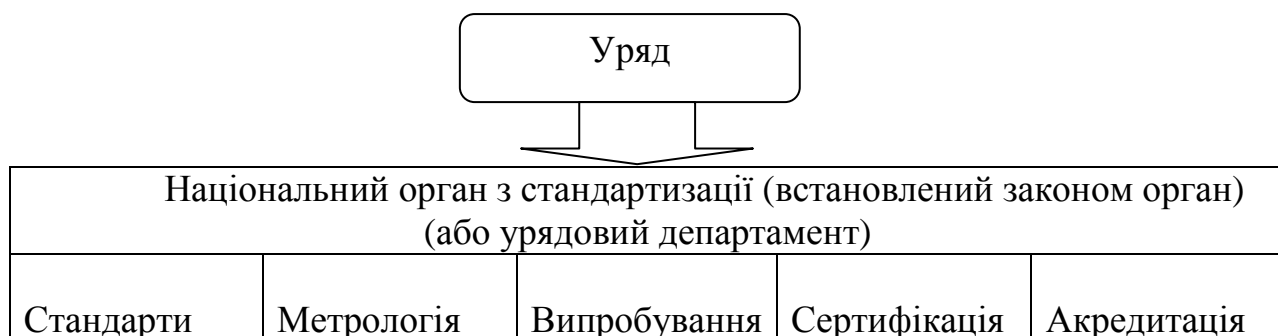 Уряд
Національний орган з стандартизації (встановлений законом орган)
(або урядовий департамент)
Стандарти Метрологія Випробування Сертифікація Акредитація